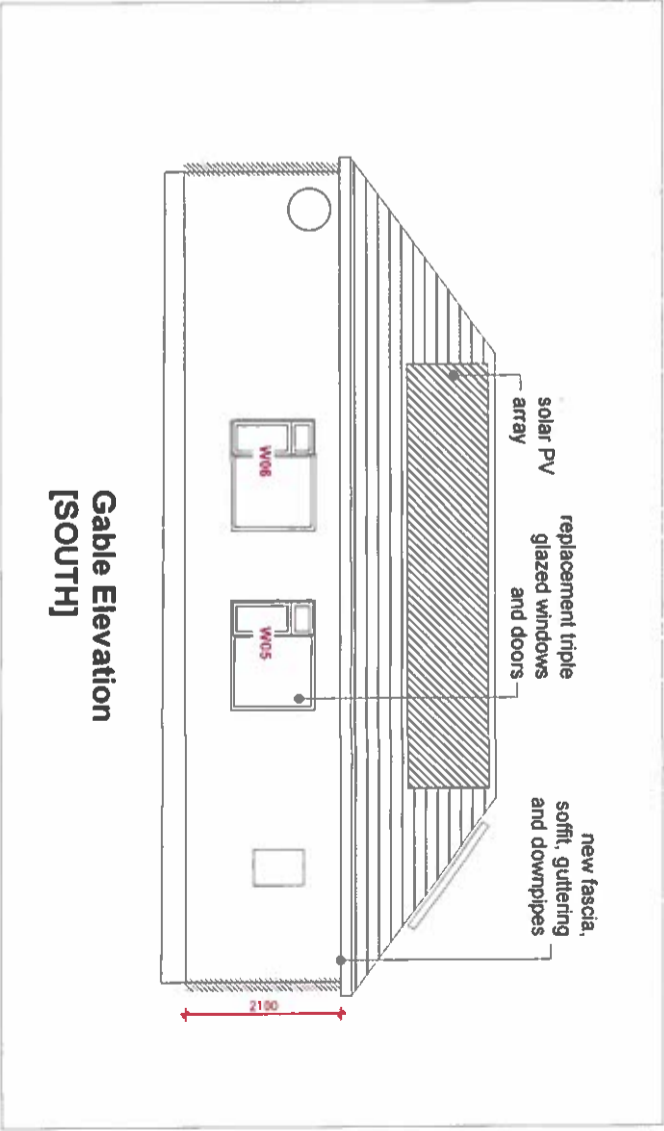 solar PV
array
replacement triple
glazed windows
and doors
new fascia,
soffit, guttering
and downpipes
W06
W05
2100
Gable Elevation
[SOUTH]